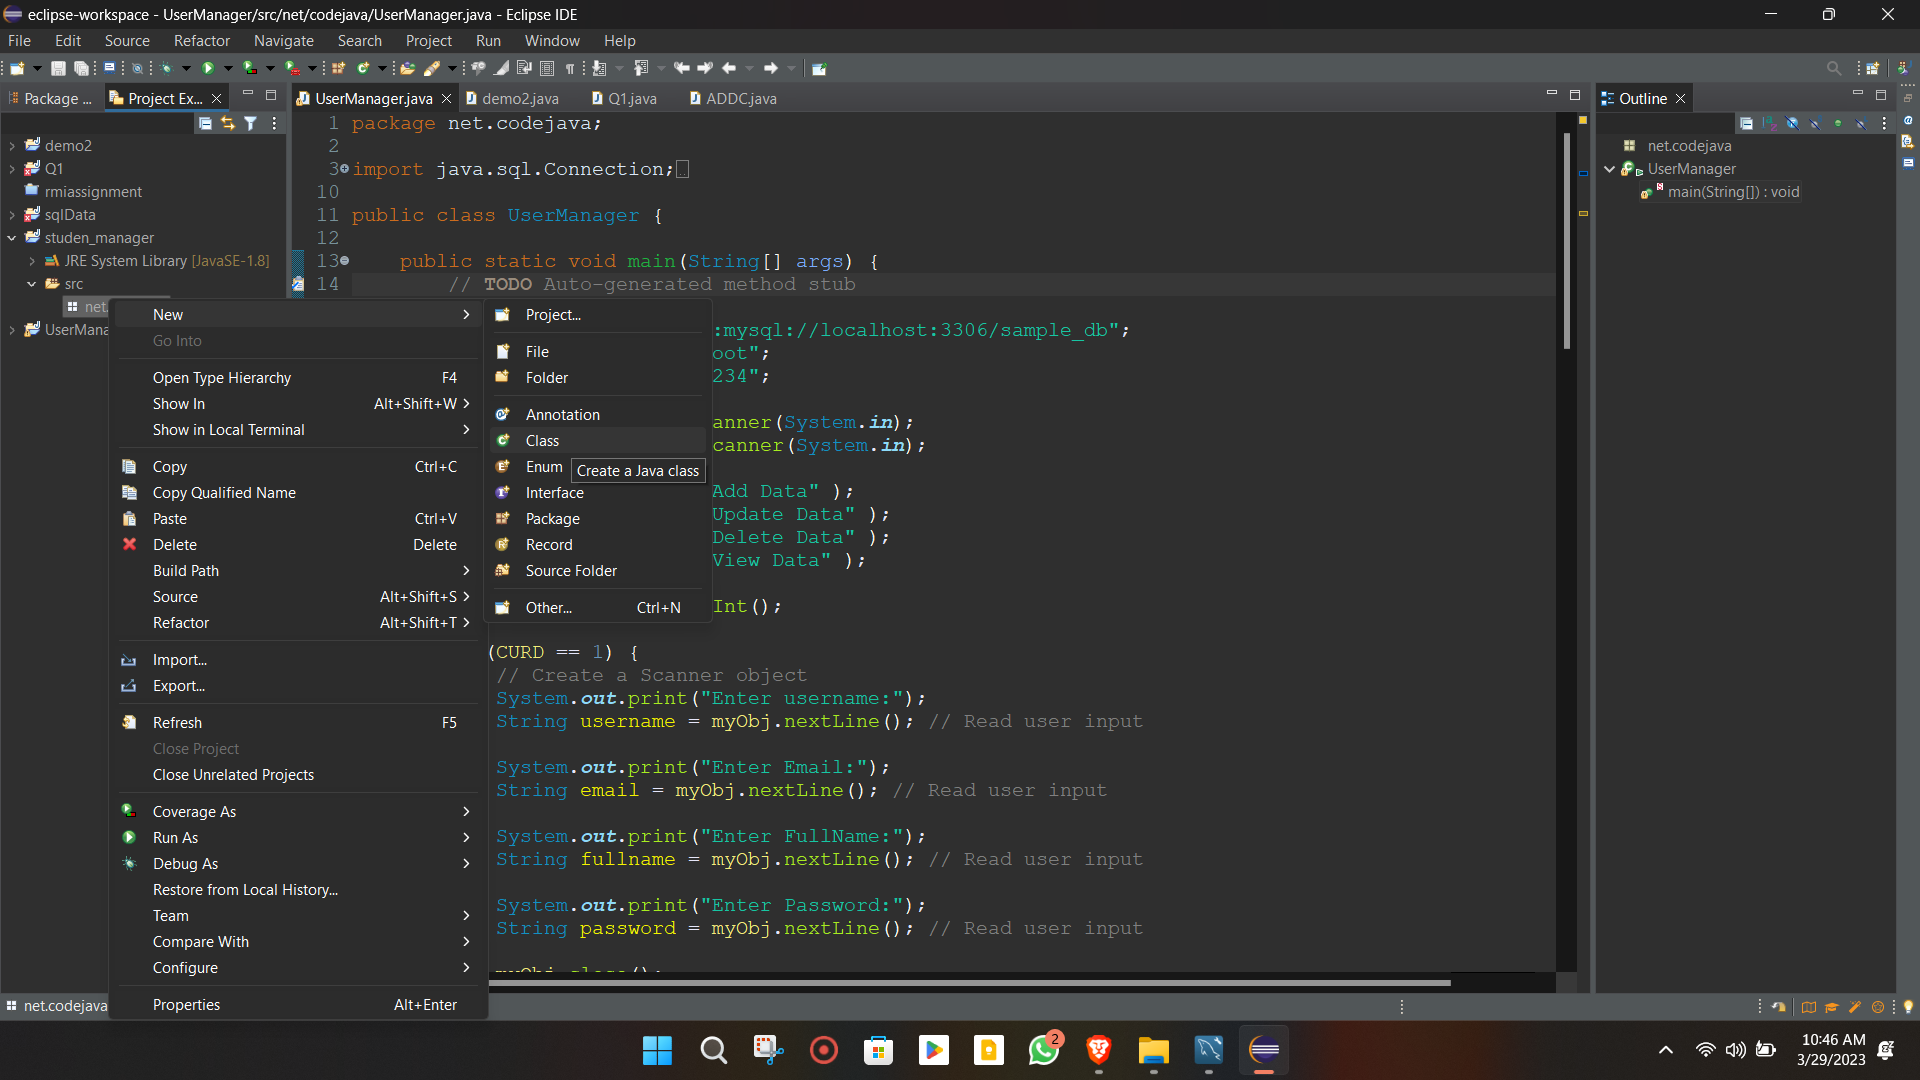 eclipse-workspace - UserManager/src/net/codejava/UserManager.java - Eclipse IDE
File Edit Source Refactor Navigate Search Project Run Window Help
Package ... Project Ex...
demo2
Q1
rmiassignment
sqlData
studen_manager
JRE System Library [JavaSE-1.8]
src
net.
UserMana
UserManager.java demo2.java Q1.java ADDC.java
1 package net.codejava;
2
3 import java.sql.Connection;
10
11 public class UserManager {
12
13 public static void main(String[] args) {
14 // TODO Auto-generated method stub
:mysql://localhost:3306/sample_db";
oot";
234";
anner(System.in);
canner(System.in);
Add Data" );
Update Data" );
Delete Data" );
View Data" );
Int();
(CURD == 1) {
// Create a Scanner object
System.out.print("Enter username:");
String username = myObj.nextLine(); // Read user input
System.out.print("Enter Email:");
String email = myObj.nextLine(); // Read user input
System.out.print("Enter FullName:");
String fullname = myObj.nextLine(); // Read user input
System.out.print("Enter Password:");
String password = myObj.nextLine(); // Read user input
New
Go Into
Open Type Hierarchy F4
Show In Alt+Shift+W
Show in Local Terminal
Copy Ctrl+C
Copy Qualified Name
Paste Ctrl+V
Delete Delete
Build Path
Source Alt+Shift+S
Refactor Alt+Shift+T
Import...
Export...
Refresh F5
Close Project
Close Unrelated Projects
Coverage As
Run As
Debug As
Restore from Local History...
Team
Compare With
Configure
Properties Alt+Enter
Project...
File
Folder
Annotation
Class
Enum
Create a Java class
Interface
Package
Record
Source Folder
Other... Ctrl+N
Outline
net.codejava
UserManager
main(String[]) : void
net.codejava
2
10:46 AM
3/29/2023